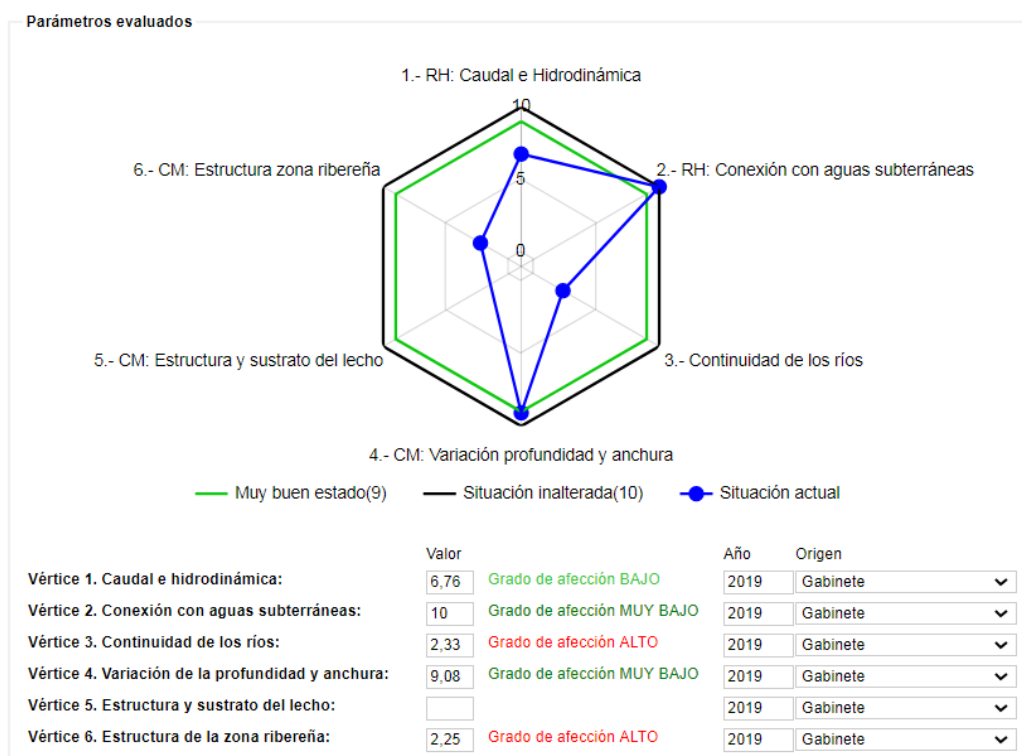 Parámetros evaluados
1.- RH: Caudal e Hidrodinámica
10
6.- CM: Estructura zona ribereña
2.- RH: Conexión con aguas subterráneas
5
0
5.- CM: Estructura y sustrato del lecho
3.- Continuidad de los ríos
4.- CM: Variación profundidad y anchura
Muy buen estado(9) Situación inalterada(10) Situación actual
Valor Año Origen
Vértice 1. Caudal e hidrodinámica: 6,76 Grado de afección BAJO 2019 Gabinete
Vértice 2. Conexión con aguas subterráneas: 10 Grado de afección MUY BAJO 2019 Gabinete
Vértice 3. Continuidad de los ríos: 2,33 Grado de afección ALTO 2019 Gabinete
Vértice 4. Variación de la profundidad y anchura: 9,08 Grado de afección MUY BAJO 2019 Gabinete
Vértice 5. Estructura y sustrato del lecho: 2019 Gabinete
Vértice 6. Estructura de la zona ribereña: 2,25 Grado de afección ALTO 2019 Gabinete